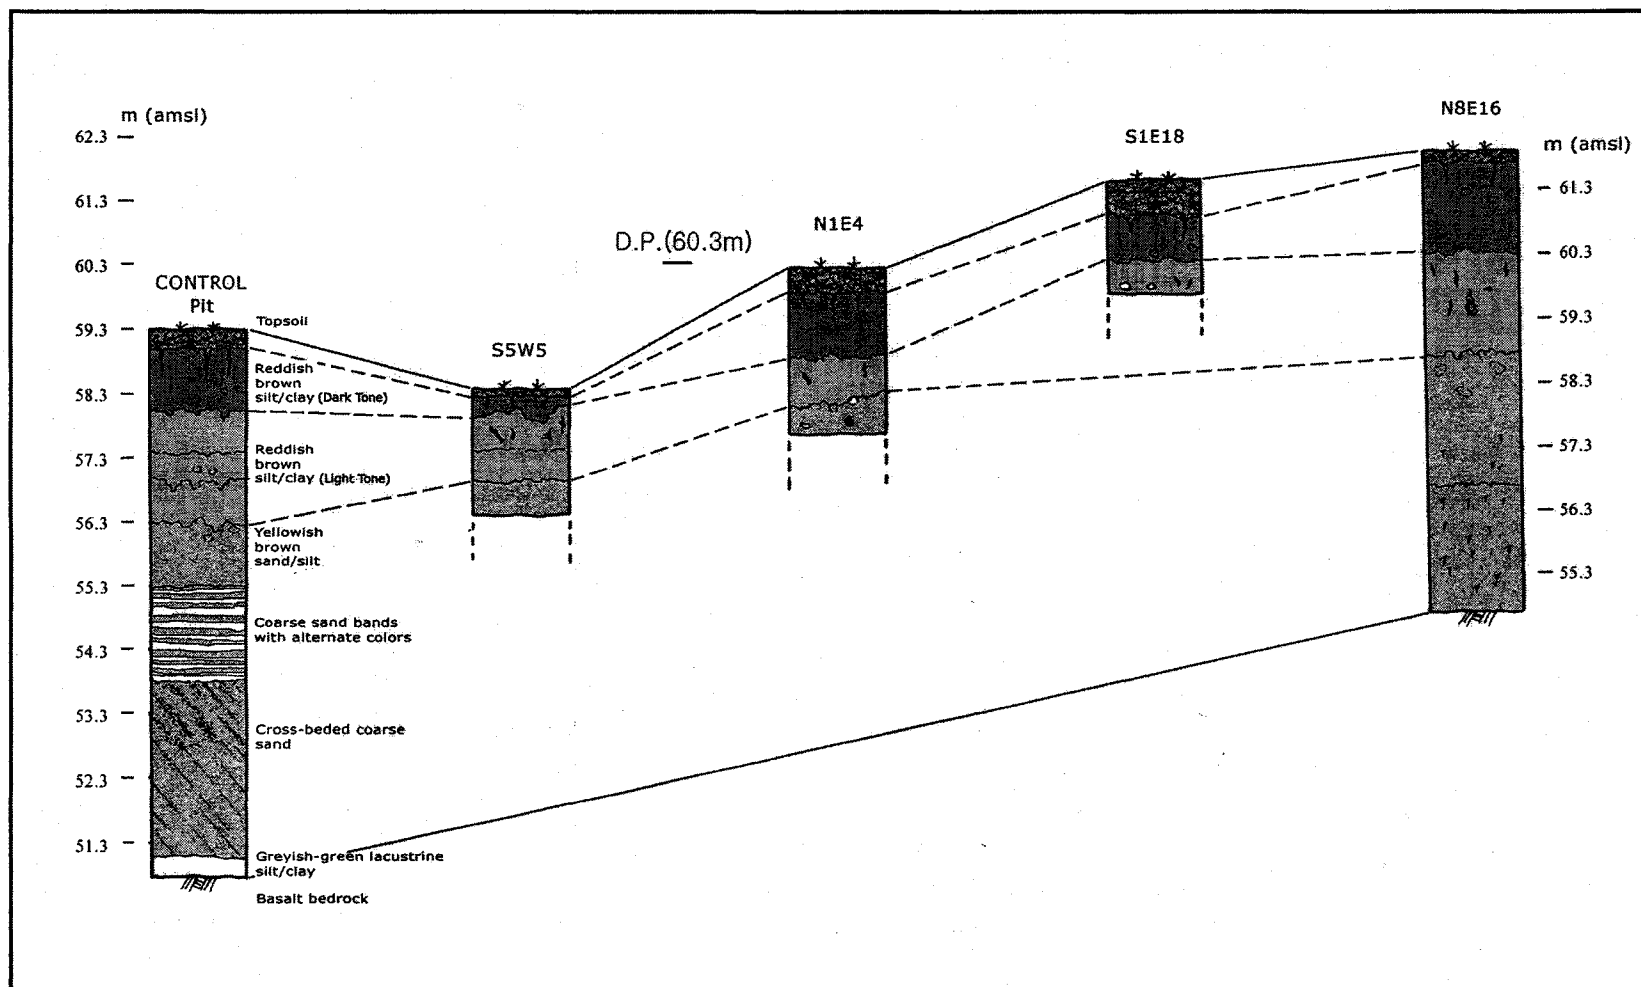 m (amsl)
62.3
61.3
60.3
59.3
58.3
57.3
56.3
55.3
54.3
53.3
52.3
51.3
CONTROL
Pit
Topsoil
Reddish
brown
silt/clay (Dark Tone)
Reddish
brown
silt/clay (Light Tone)
Yellowish
brown
sand/silt
Coarse sand bands
with alternate colors
Cross-beded coarse
sand
Greyish-green lacustrine
silt/clay
Basalt bedrock
S5W5
D.P.(60.3m)
N1E4
S1E18
N8E16
m (amsl)
61.3
60.3
59.3
58.3
57.3
56.3
55.3